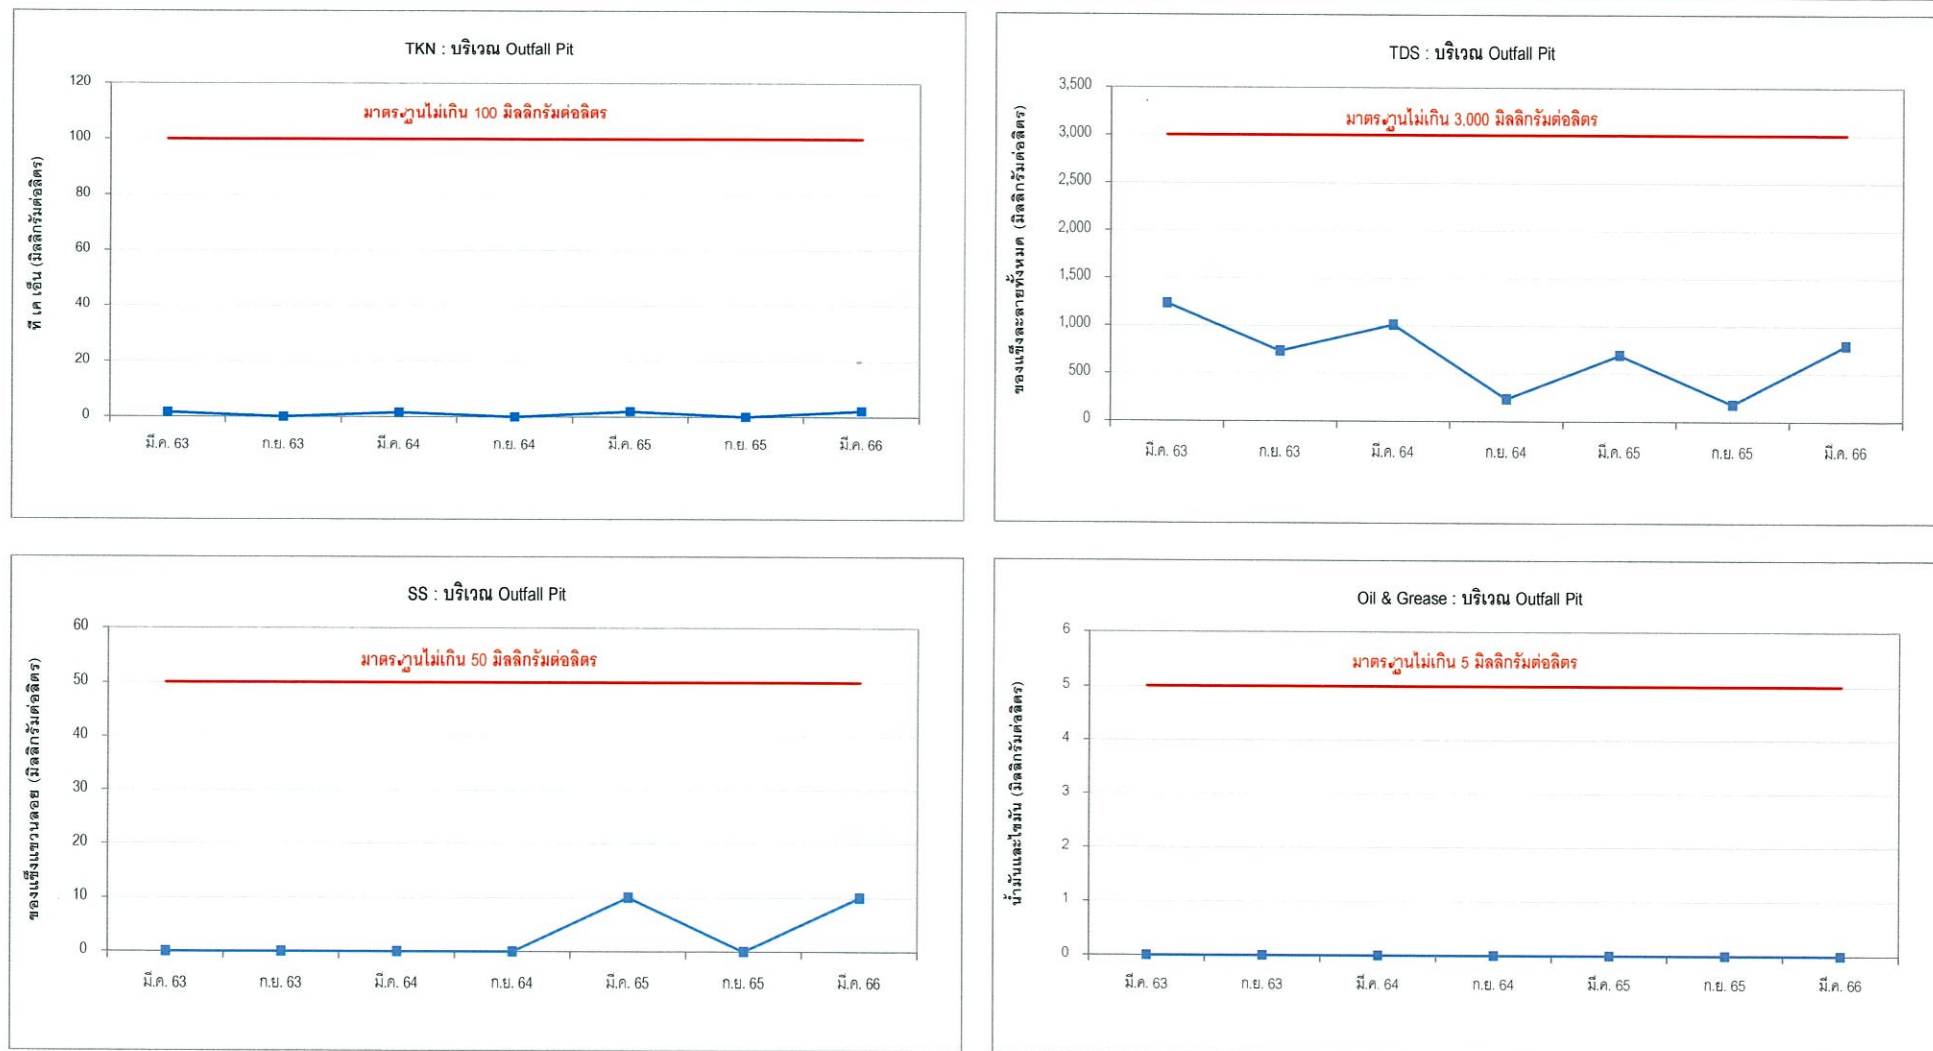 TKN : บริเวณ Outfall Pit
ที เค เอ็น (มิลลิกรัมต่อลิตร)
120
100
80
60
40
20
0
มาตรฐานไม่เกิน 100 มิลลิกรัมต่อลิตร
มี.ค. 63 ก.ย. 63 มี.ค. 64 ก.ย. 64 มี.ค. 65 ก.ย. 65 มี.ค. 66
TDS : บริเวณ Outfall Pit
ของแข็งละลายทั้งหมด (มิลลิกรัมต่อลิตร)
3,500
3,000
2,500
2,000
1,500
1,000
500
0
มาตรฐานไม่เกิน 3,000 มิลลิกรัมต่อลิตร
มี.ค. 63 ก.ย. 63 มี.ค. 64 ก.ย. 64 มี.ค. 65 ก.ย. 65 มี.ค. 66
SS : บริเวณ Outfall Pit
ของแข็งแขวนลอย (มิลลิกรัมต่อลิตร)
60
50
40
30
20
10
0
มาตรฐานไม่เกิน 50 มิลลิกรัมต่อลิตร
มี.ค. 63 ก.ย. 63 มี.ค. 64 ก.ย. 64 มี.ค. 65 ก.ย. 65 มี.ค. 66
Oil & Grease : บริเวณ Outfall Pit
น้ำมันและไขมัน (มิลลิกรัมต่อลิตร)
6
5
4
3
2
1
0
มาตรฐานไม่เกิน 5 มิลลิกรัมต่อลิตร
มี.ค. 63 ก.ย. 63 มี.ค. 64 ก.ย. 64 มี.ค. 65 ก.ย. 65 มี.ค. 66